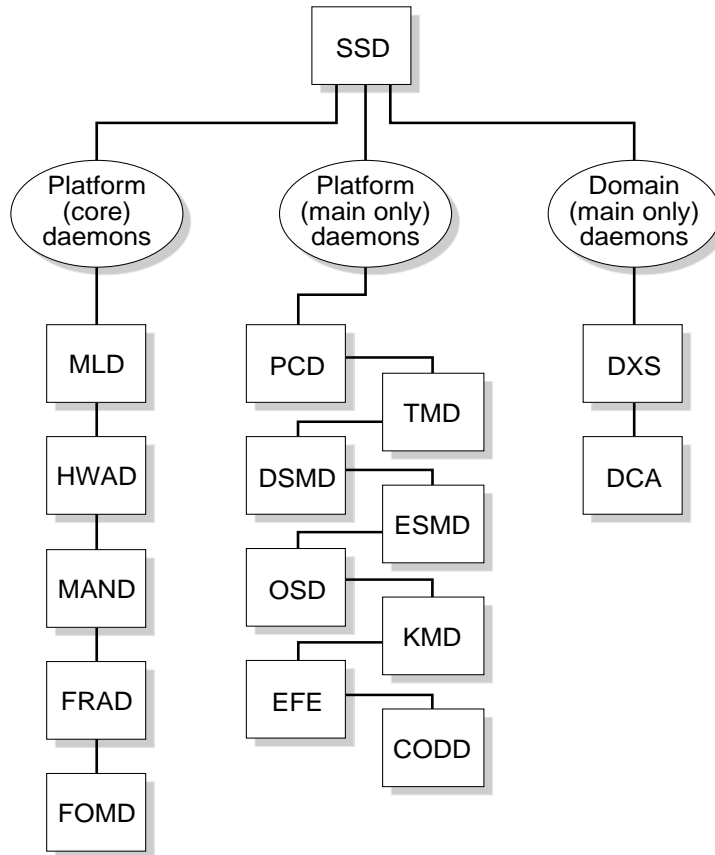 SSD
Platform
(core)
daemons
Platform
(main only)
daemons
Domain
(main only)
daemons
MLD
HWAD
MAND
FRAD
FOMD
PCD
TMD
DSMD
ESMD
OSD
KMD
EFE
CODD
DXS
DCA